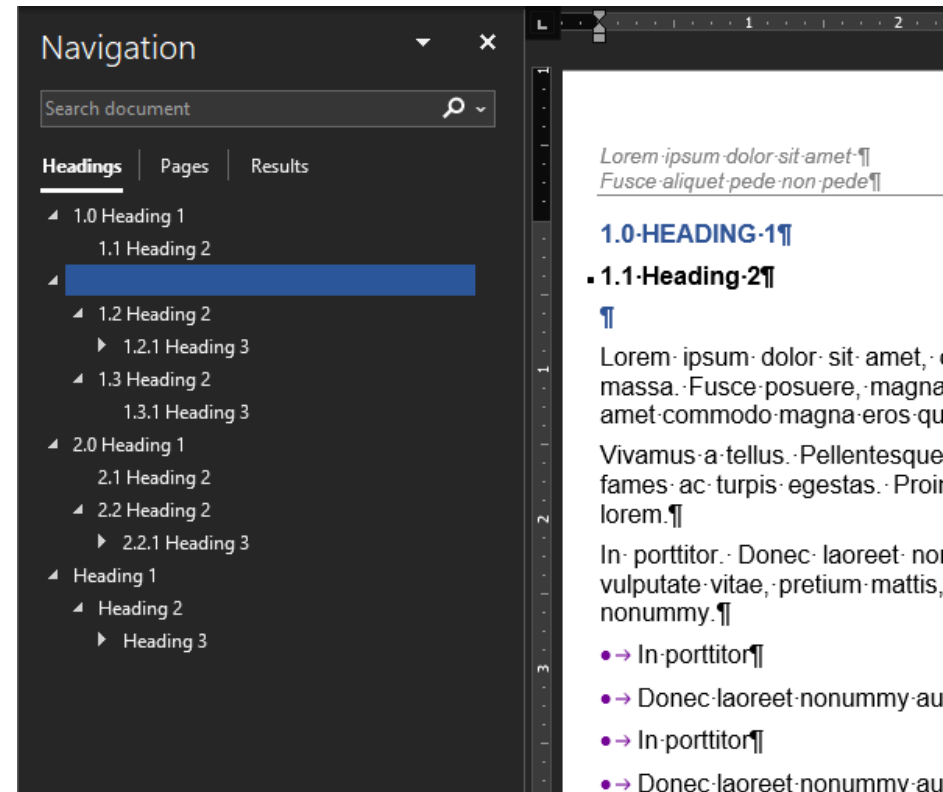 Navigation
Search document
Headings Pages Results
1.0 Heading 1
1.1 Heading 2
1.2 Heading 2
1.2.1 Heading 3
1.3 Heading 2
1.3.1 Heading 3
2.0 Heading 1
2.1 Heading 2
2.2 Heading 2
2.2.1 Heading 3
Heading 1
Heading 2
Heading 3
L
1 2
1
1
2
3
Lorem·ipsum·dolor·sit·amet·¶
Fusce·aliquet·pede·non·pede¶
1.0·HEADING·1¶
1.1·Heading·2¶
¶
Lorem· ipsum· dolor· sit· amet,·
massa.·Fusce·posuere,·magna
amet·commodo·magna·eros·qu
Vivamus·a·tellus.·Pellentesque
fames· ac· turpis· egestas.· Proin
lorem.¶
In· porttitor.· Donec· laoreet· non
vulputate·vitae,·pretium·mattis,
nonummy.¶
●→In·porttitor¶
●→Donec·laoreet·nonummy·au
●→In·porttitor¶
●→Donec·laoreet·nonummy·au